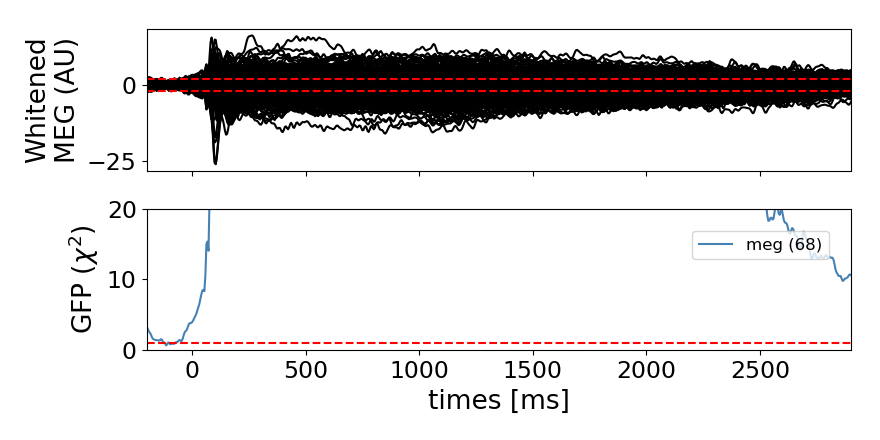 Whitened
MEG (AU)
0
−25
GFP (χ²)
20
10
0
meg (68)
0 500 1000 1500 2000 2500
times [ms]